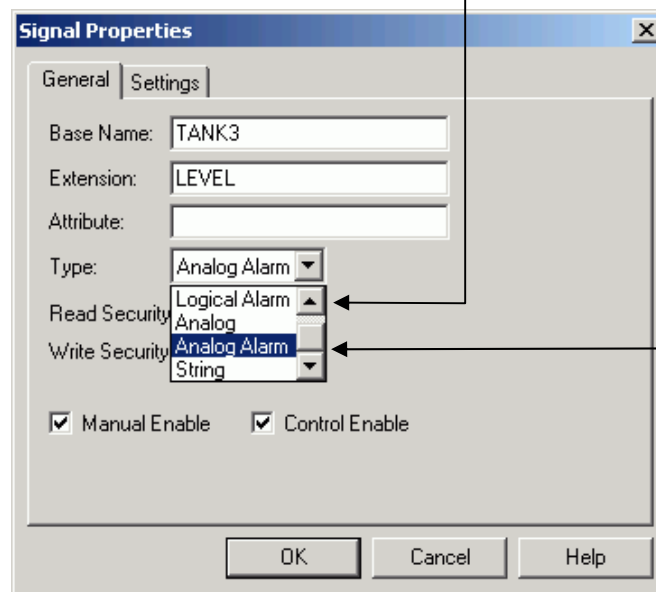 Signal Properties
General Settings
Base Name: TANK3
Extension: LEVEL
Attribute:
Type: Analog Alarm
Logical Alarm
Read Security
Analog
Write Security Analog Alarm
String
Manual Enable Control Enable
OK Cancel Help